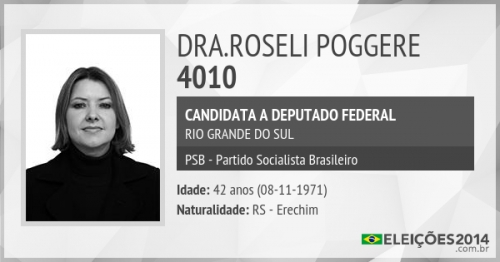 DRA.ROSELI POGGERE
4010
CANDIDATA A DEPUTADO FEDERAL
RIO GRANDE DO SUL
PSB - Partido Socialista Brasileiro
Idade: 42 anos (08-11-1971)
Naturalidade: RS - Erechim
ELEIÇÕES2014
.com.br